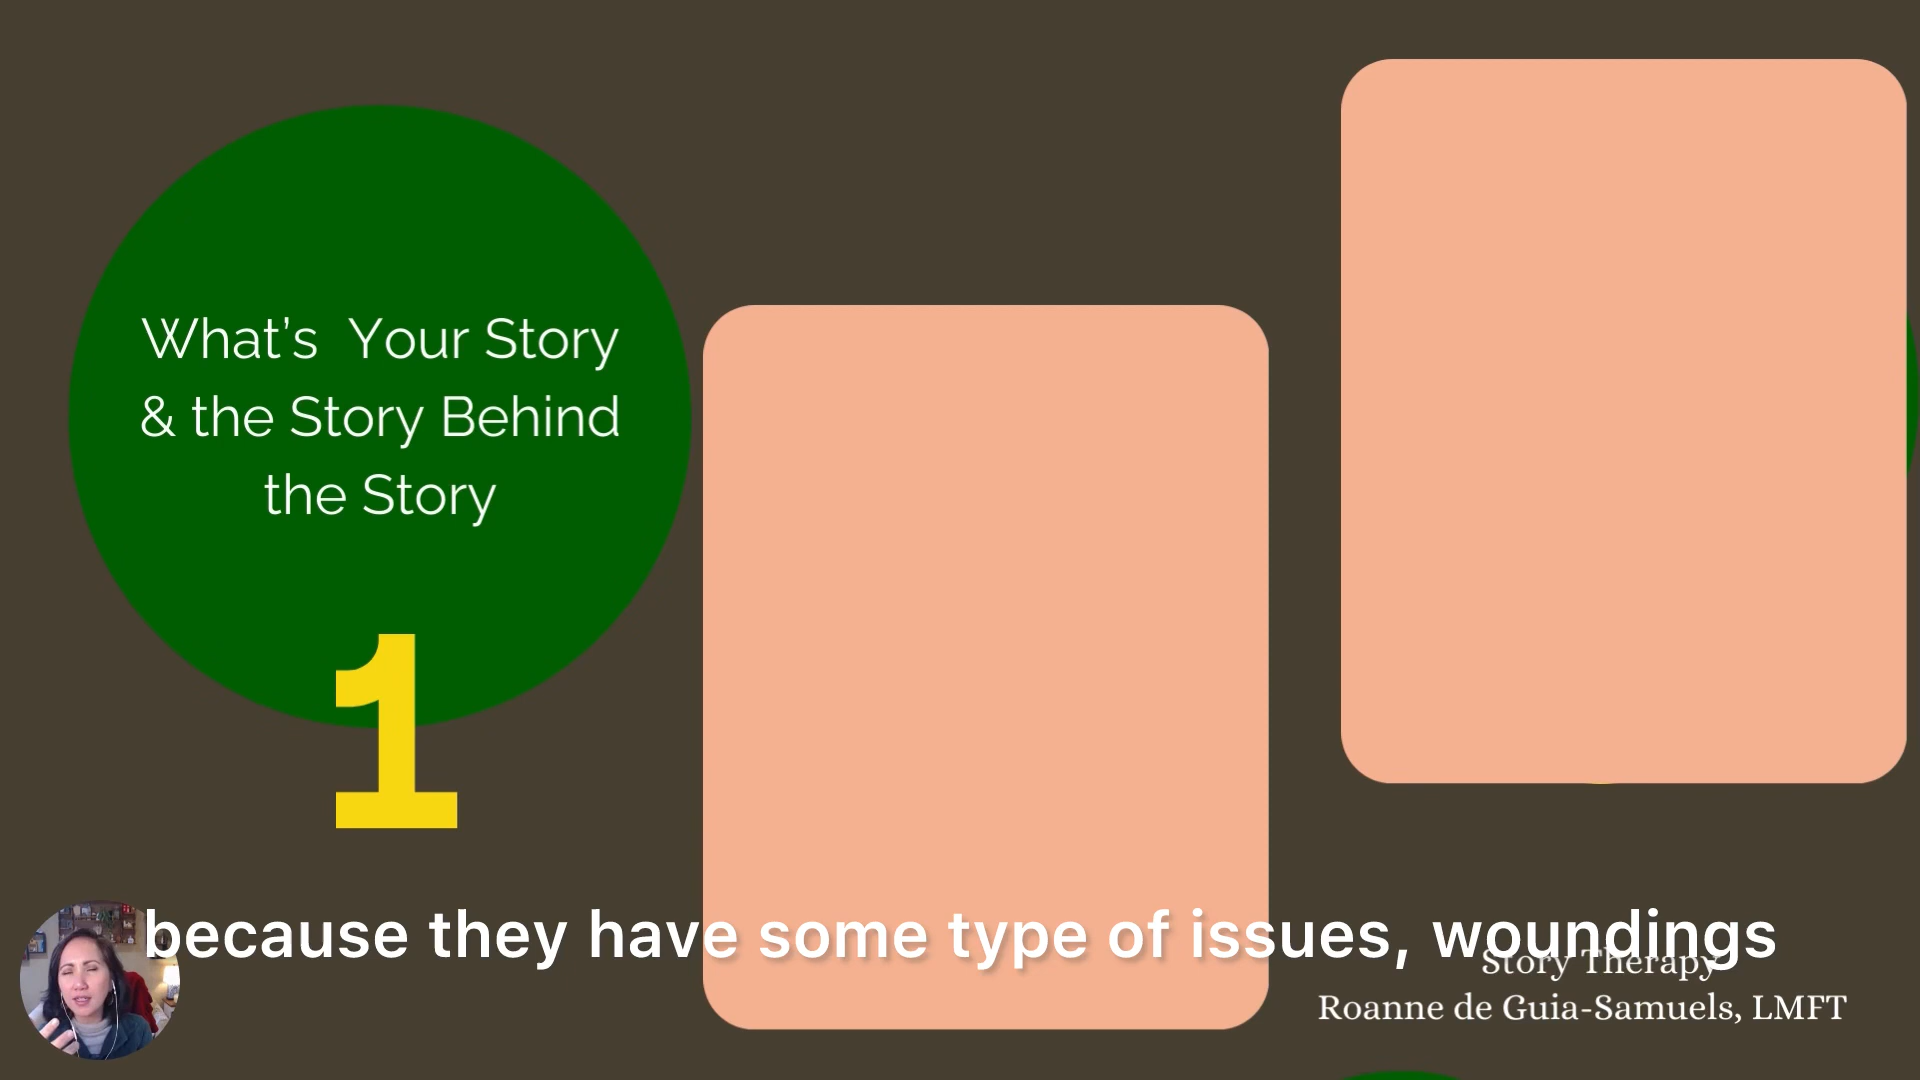 What's Your Story
& the Story Behind
the Story
1
because they have some type of issues, woundings
Story Therapy
Roanne de Guia-Samuels, LMFT